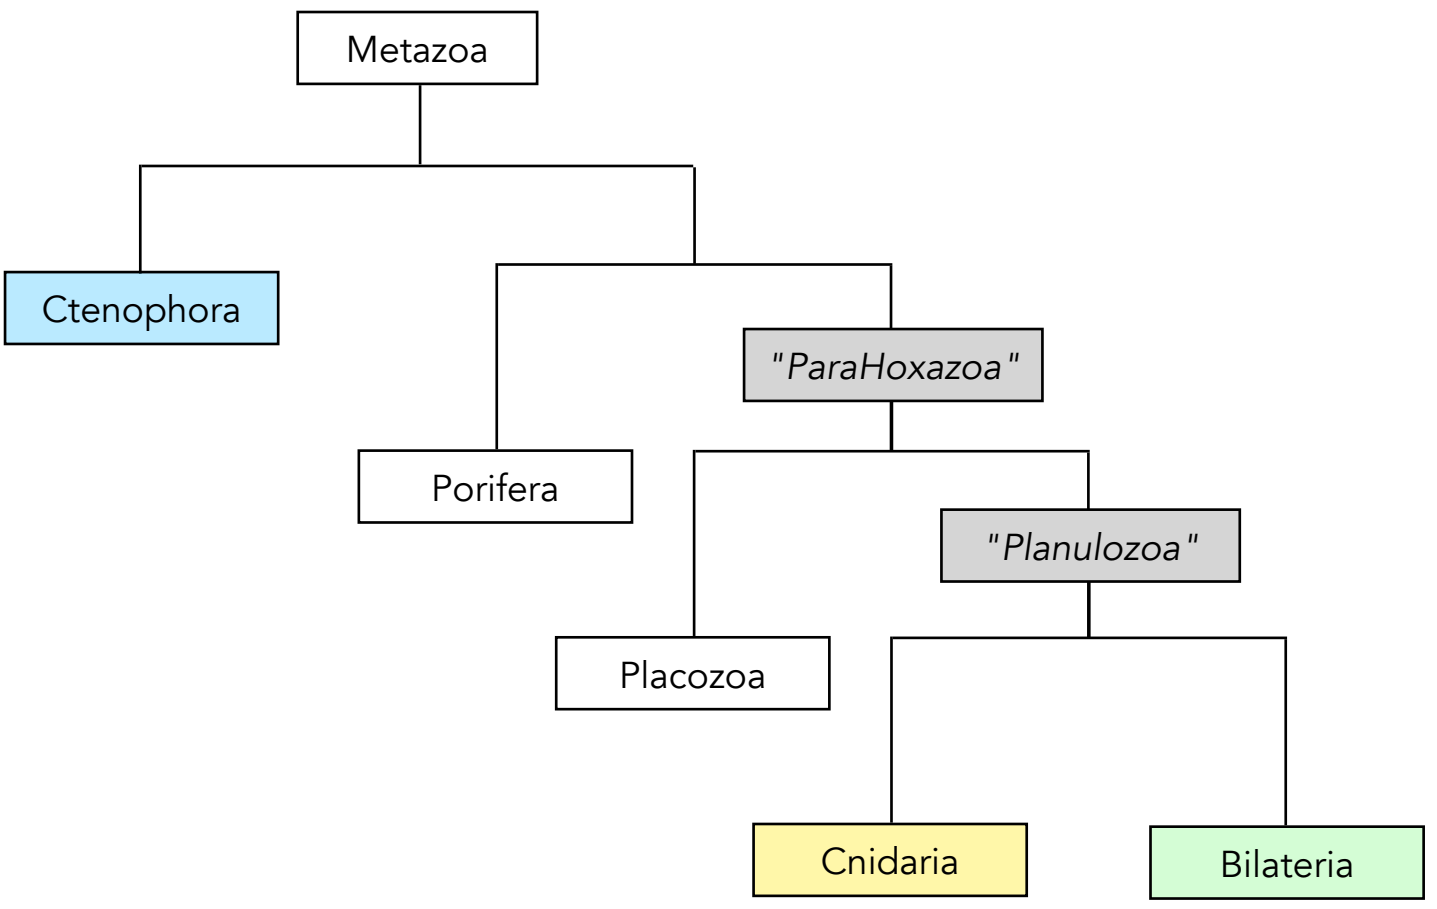 Metazoa
Ctenophora
"ParaHoxazoa"
Porifera
"Planulozoa"
Placozoa
Cnidaria
Bilateria